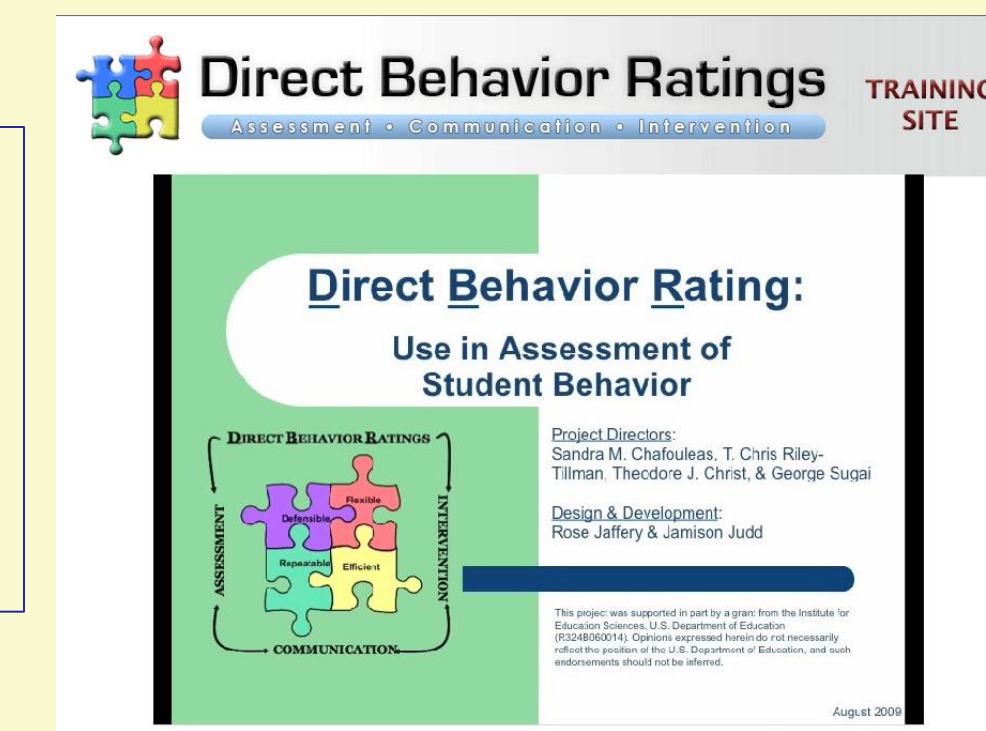 Direct Behavior Ratings
Assessment • Communication • Intervention
TRAINING
SITE
Direct Behavior Rating:
Use in Assessment of
Student Behavior
DIRECT BEHAVIOR RATINGS
ASSESSMENT
INTERVENTION
COMMUNICATION
Defensible
Flexible
Repeatable
Efficient
Project Directors:
Sandra M. Chafouleas, T. Chris Riley-
Tillman, Theodore J. Christ, & George Sugai
Design & Development:
Rose Jaffery & Jamison Judd
This project was supported in part by a grant from the Institute for
Education Sciences, U.S. Department of Education
(R324B060014). Opinions expressed herein do not necessarily
reflect the position of the U.S. Department of Education, and such
endorsements should not be inferred.
August 2009